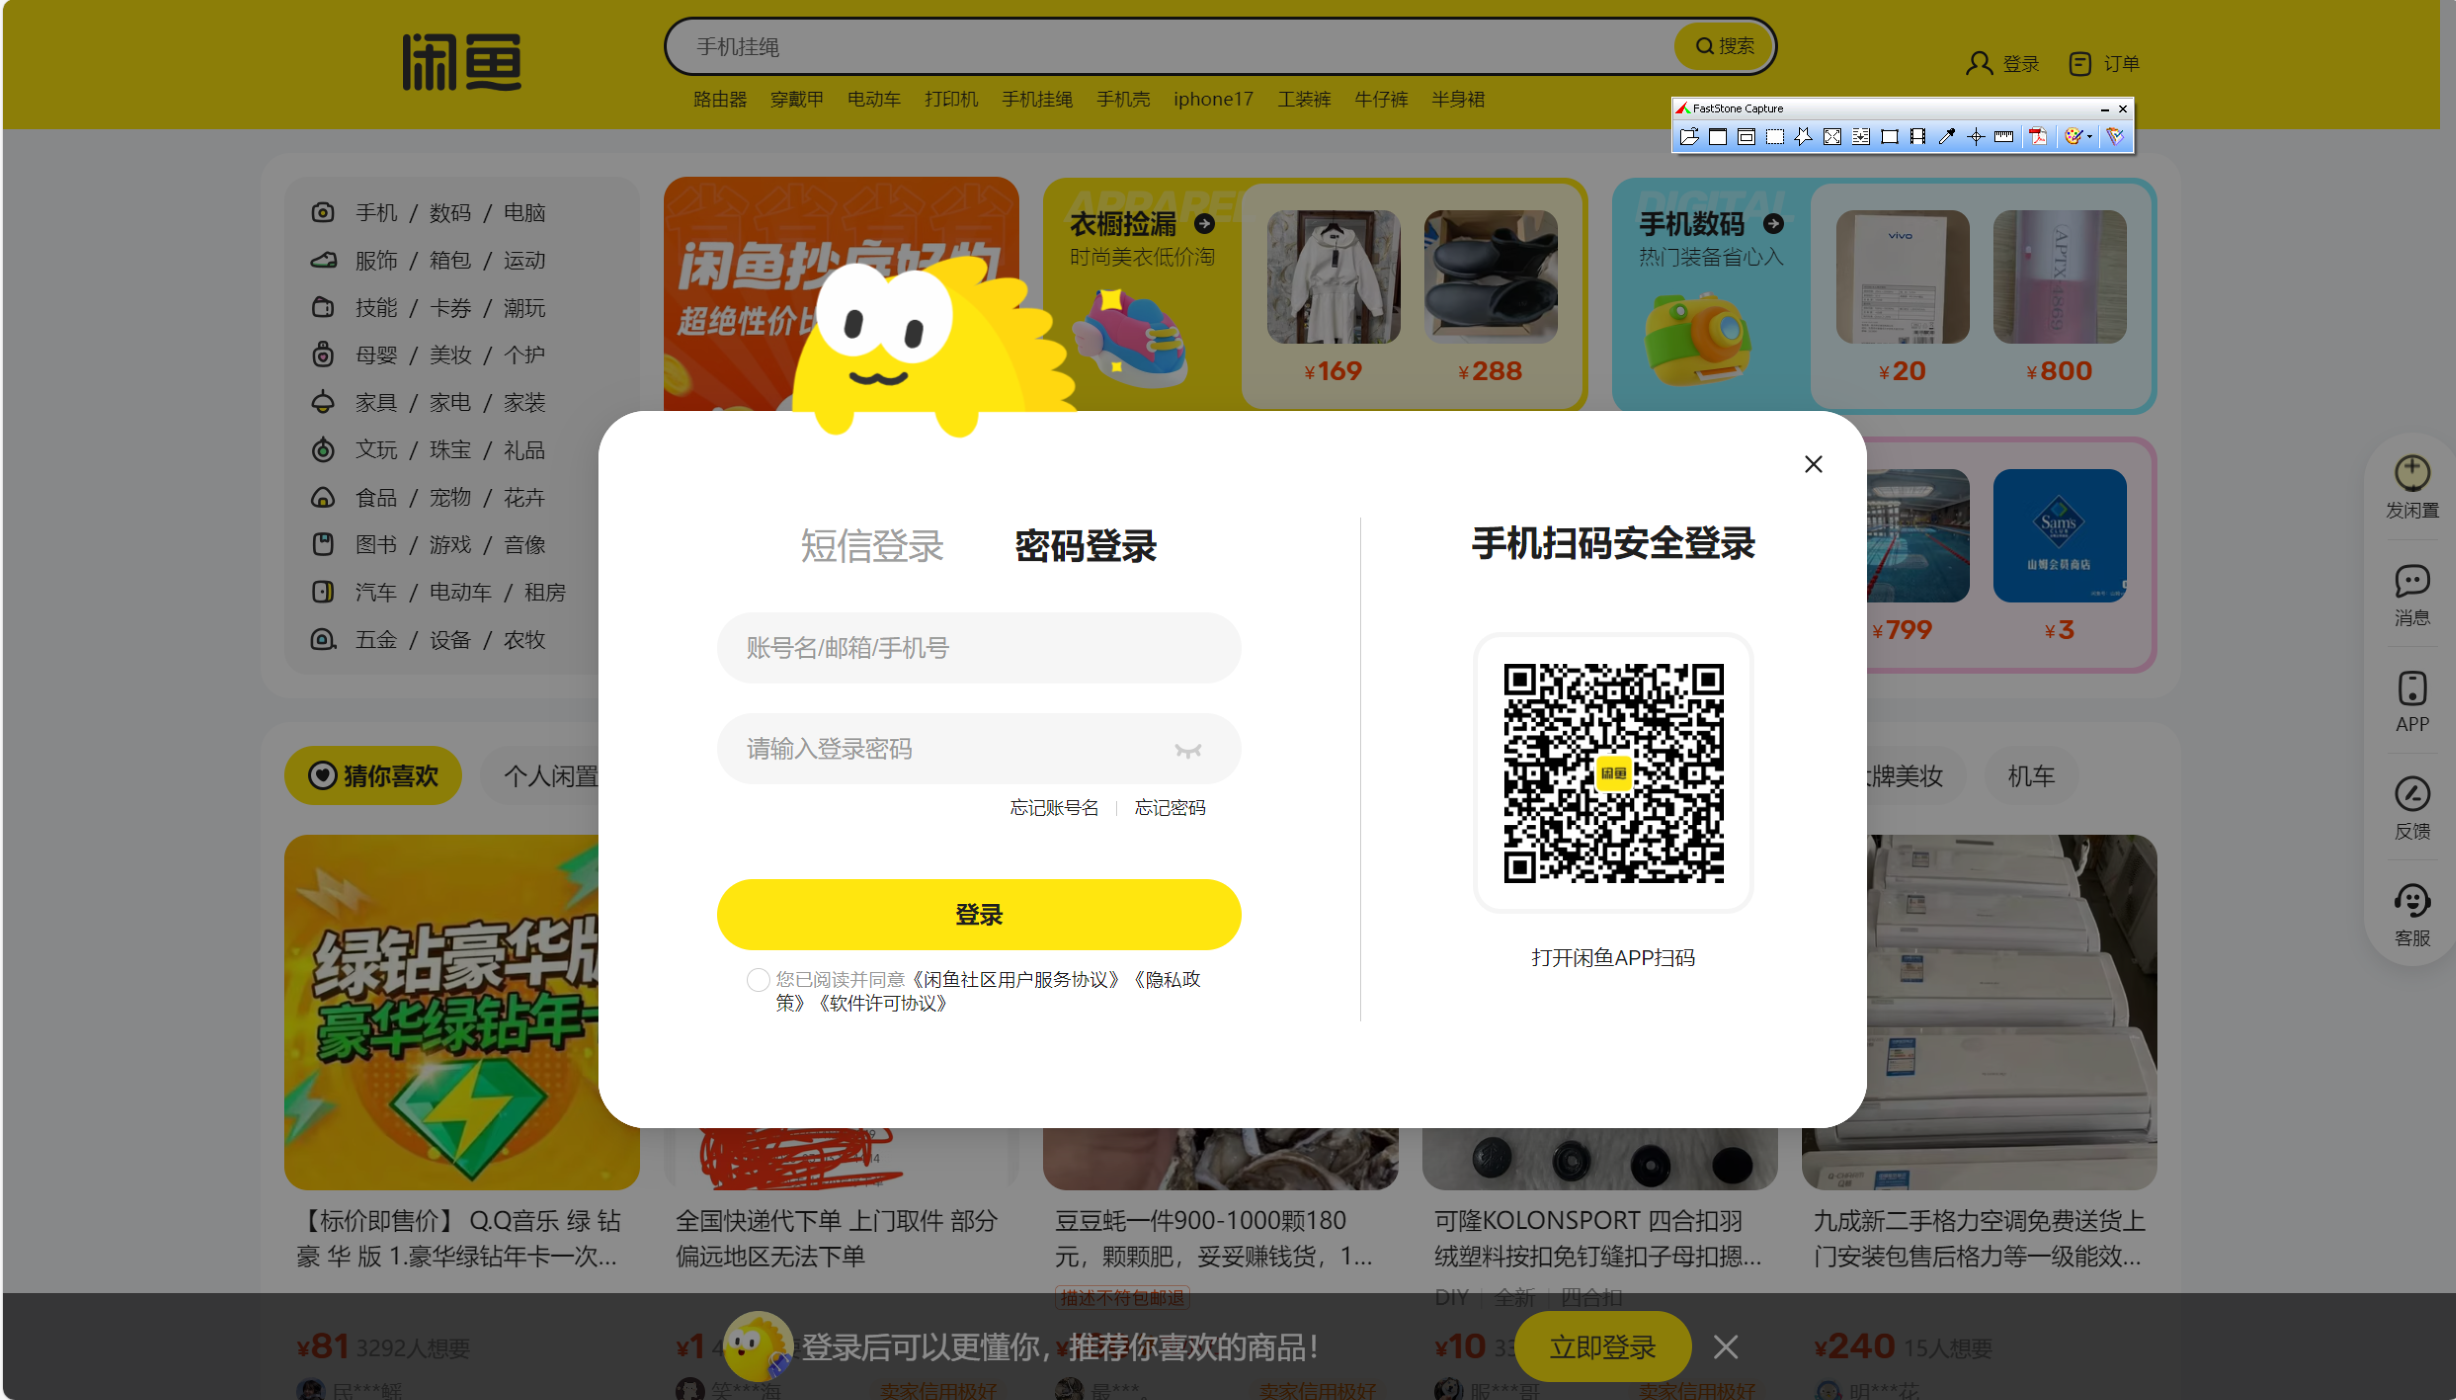 闲鱼
手机挂绳
搜索
登录
订单
路由器 穿戴甲 电动车 打印机 手机挂绳 手机壳 iphone17 工装裤 牛仔裤 半身裙
FastStone Capture
手机 / 数码 / 电脑
服饰 / 箱包 / 运动
技能 / 卡券 / 潮玩
母婴 / 美妆 / 个护
家具 / 家电 / 家装
文玩 / 珠宝 / 礼品
食品 / 宠物 / 花卉
图书 / 游戏 / 音像
汽车 / 电动车 / 租房
五金 / 设备 / 农牧
闲鱼抄底好物
超绝性价比
APPAREL
衣橱捡漏
时尚美衣低价淘
¥169
¥288
DIGITAL
手机数码
热门装备省心入
vivo
APTX4869
¥20
¥800
Sam's
山姆会员商店
¥799
¥3
短信登录
密码登录
账号名/邮箱/手机号
请输入登录密码
忘记账号名
忘记密码
登录
您已阅读并同意《闲鱼社区用户服务协议》《隐私政
策》《软件许可协议》
手机扫码安全登录
闲鱼
打开闲鱼APP扫码
发闲置
消息
APP
反馈
客服
猜你喜欢
个人闲置
牌美妆
机车
绿钻豪华版
豪华绿钻年
【标价即售价】 Q.Q音乐 绿 钻
豪 华 版 1.豪华绿钻年卡一次...
全国快递代下单 上门取件 部分
偏远地区无法下单
豆豆蚝一件900-1000颗180
元，颗颗肥，妥妥赚钱货，1...
可隆KOLONSPORT 四合扣羽
绒塑料按扣免钉缝扣子母扣摁...
九成新二手格力空调免费送货上
门安装包售后格力等一级能效...
描述不符包邮退
DIY | 全新 | 四合扣
¥81 3292人想要
¥1
¥10
¥240 15人想要
登录后可以更懂你，推荐你喜欢的商品！
立即登录
民***鳐
笑***海
卖家信用极好
最***。
卖家信用极好
服***哥
卖家信用极好
明***花